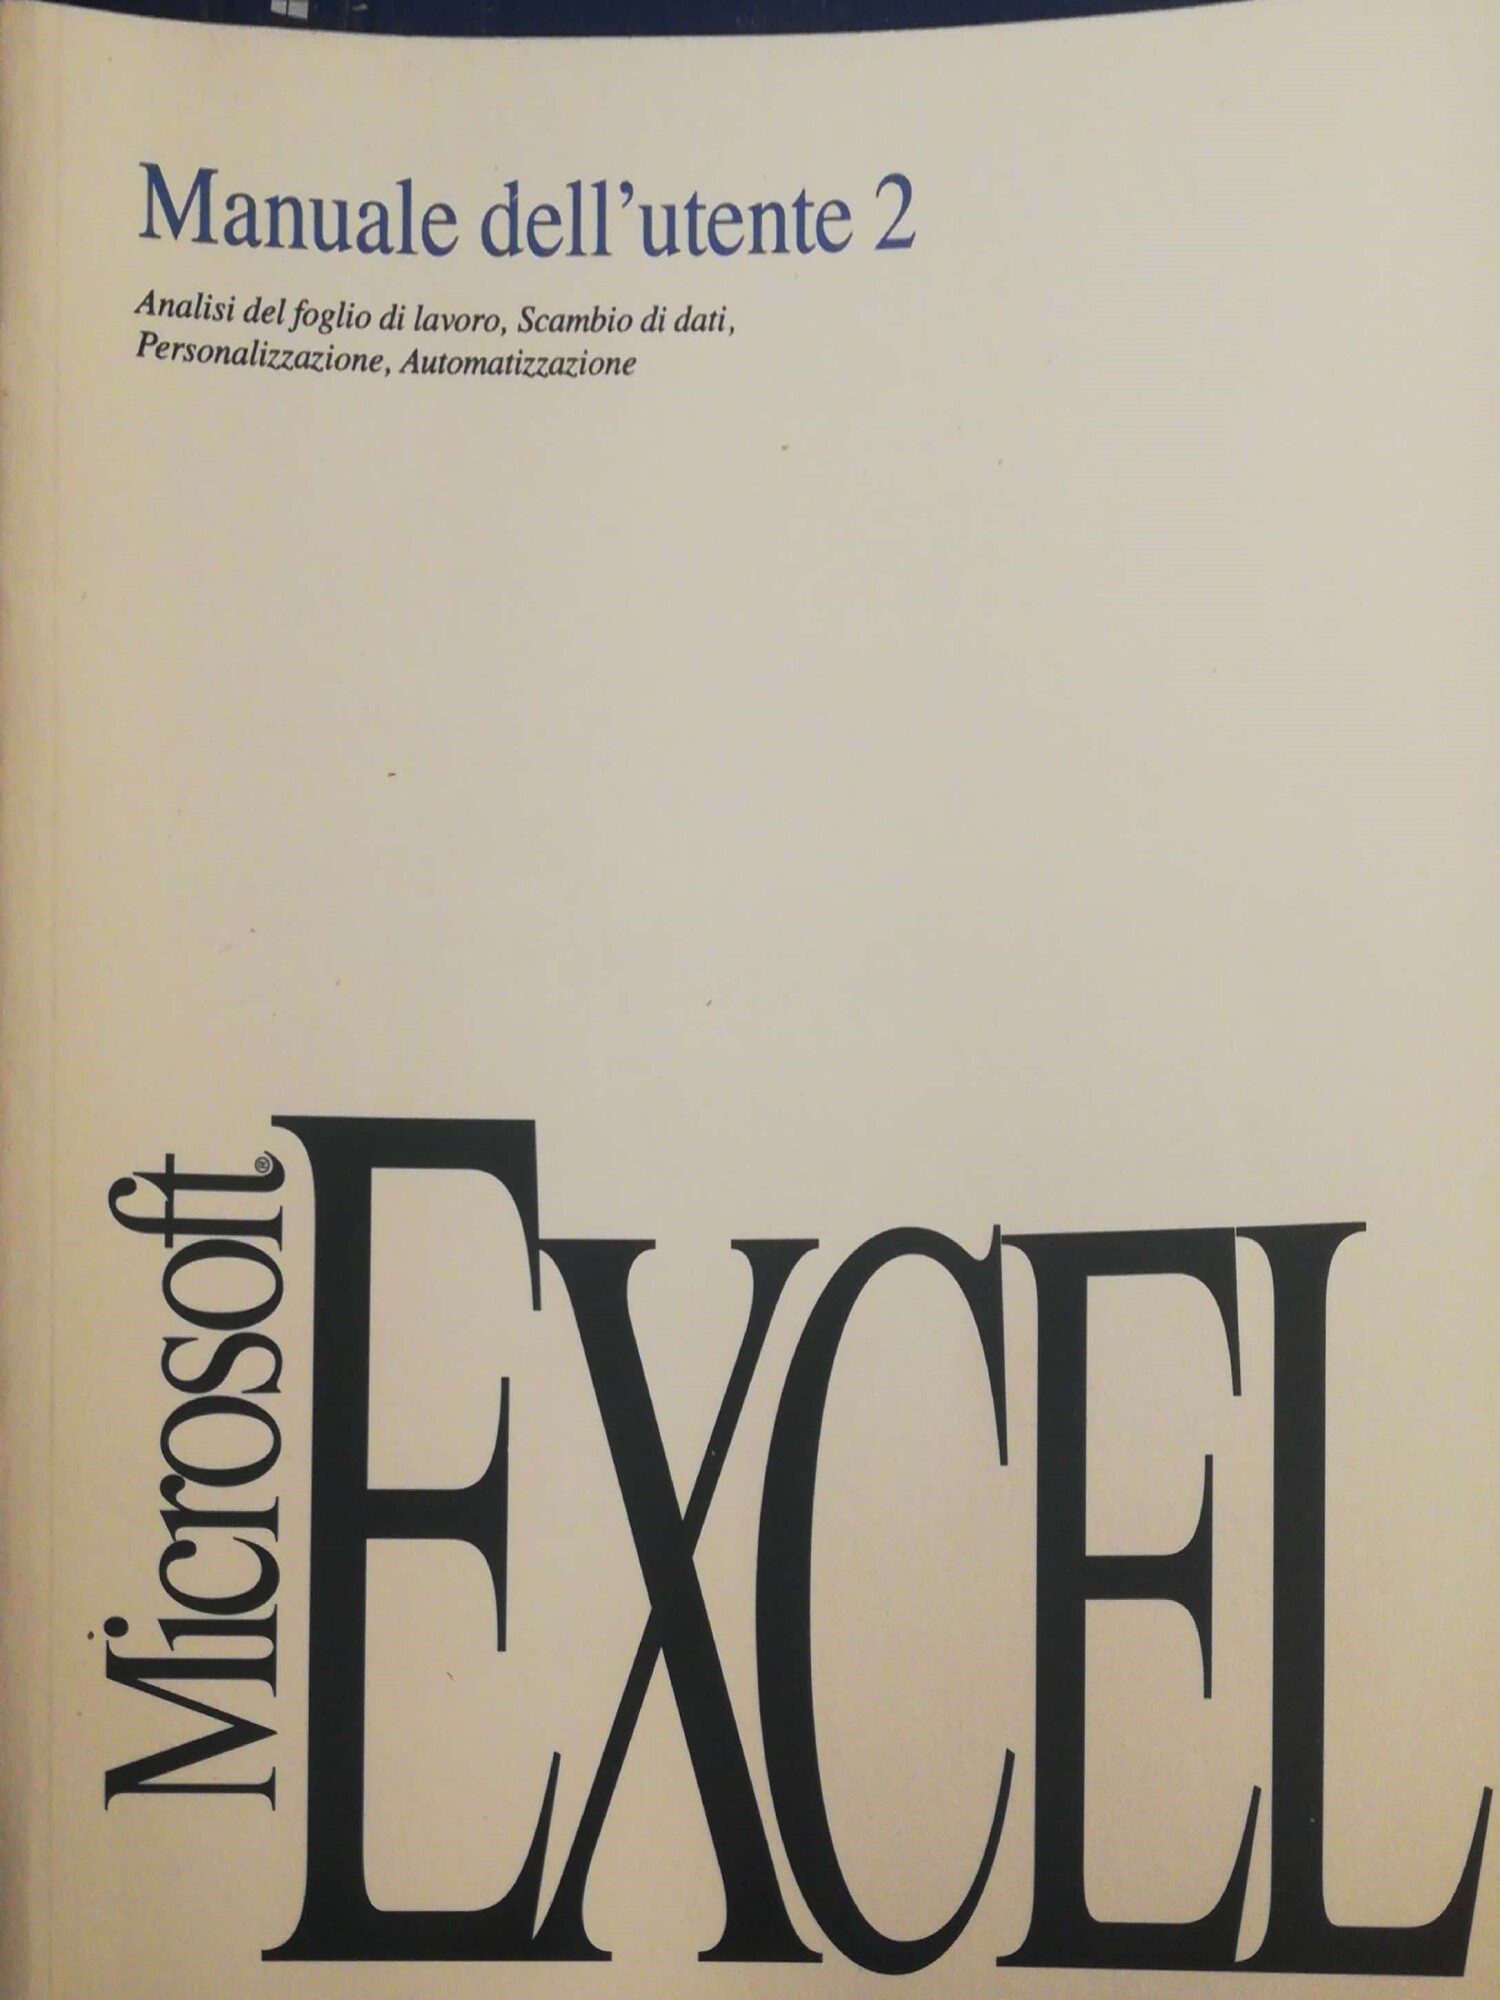 Manuale dell'utente 2
Analisi del foglio di lavoro, Scambio di dati,
Personalizzazione, Automatizzazione
Microsoft®
EXCEL